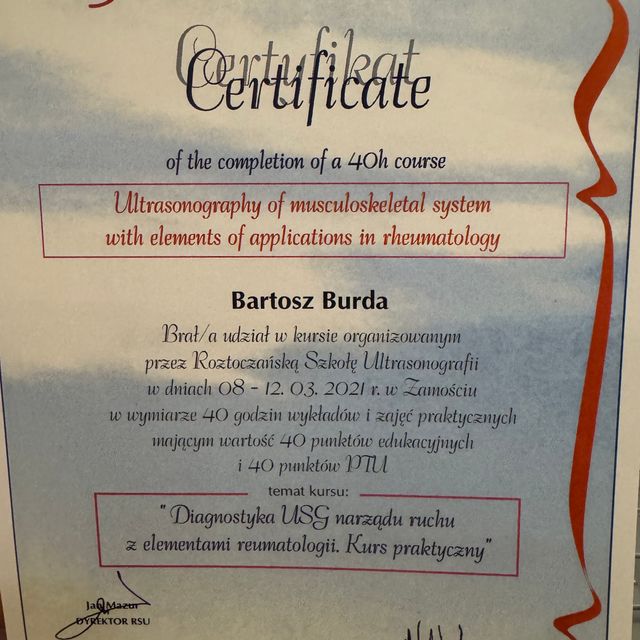 Certyfikat
Certificate
of the completion of a 40h course
Ultrasonography of musculoskeletal system
with elements of applications in rheumatology
Bartosz Burda
Brał/a udział w kursie organizowanym
przez Roztoczańską Szkołę Ultrasonografii
w dniach 08 - 12. 03. 2021 r. w Zamościu
w wymiarze 40 godzin wykładów i zajęć praktycznych
mającym wartość 40 punktów edukacyjnych
i 40 punktów PTU
temat kursu:
"Diagnostyka USG narządu ruchu
z elementami reumatologii. Kurs praktyczny"
Jan Mazur
DYREKTOR RSU